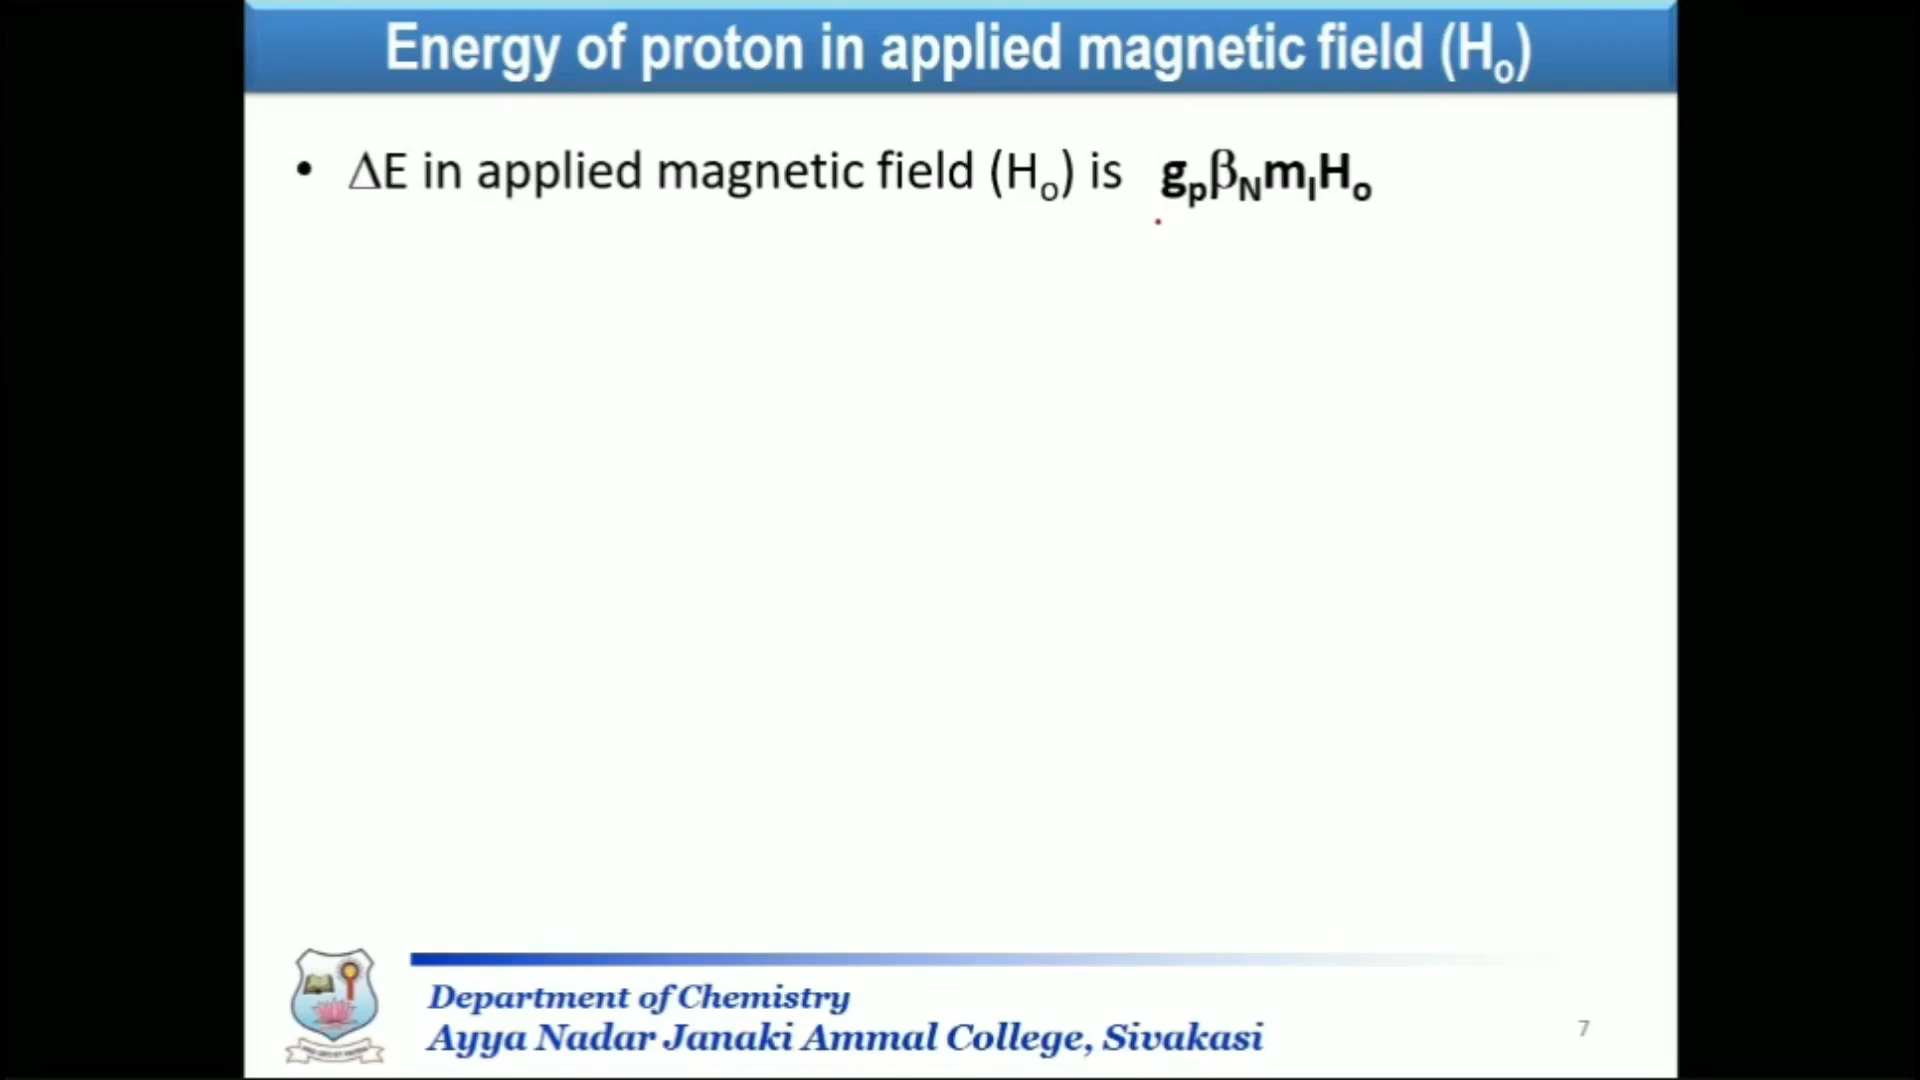 Energy of proton in applied magnetic field (Hₒ)
• ΔE in applied magnetic field (Hₒ) is gₚβ_Nm_IHₒ
Department of Chemistry
Ayya Nadar Janaki Ammal College, Sivakasi
7